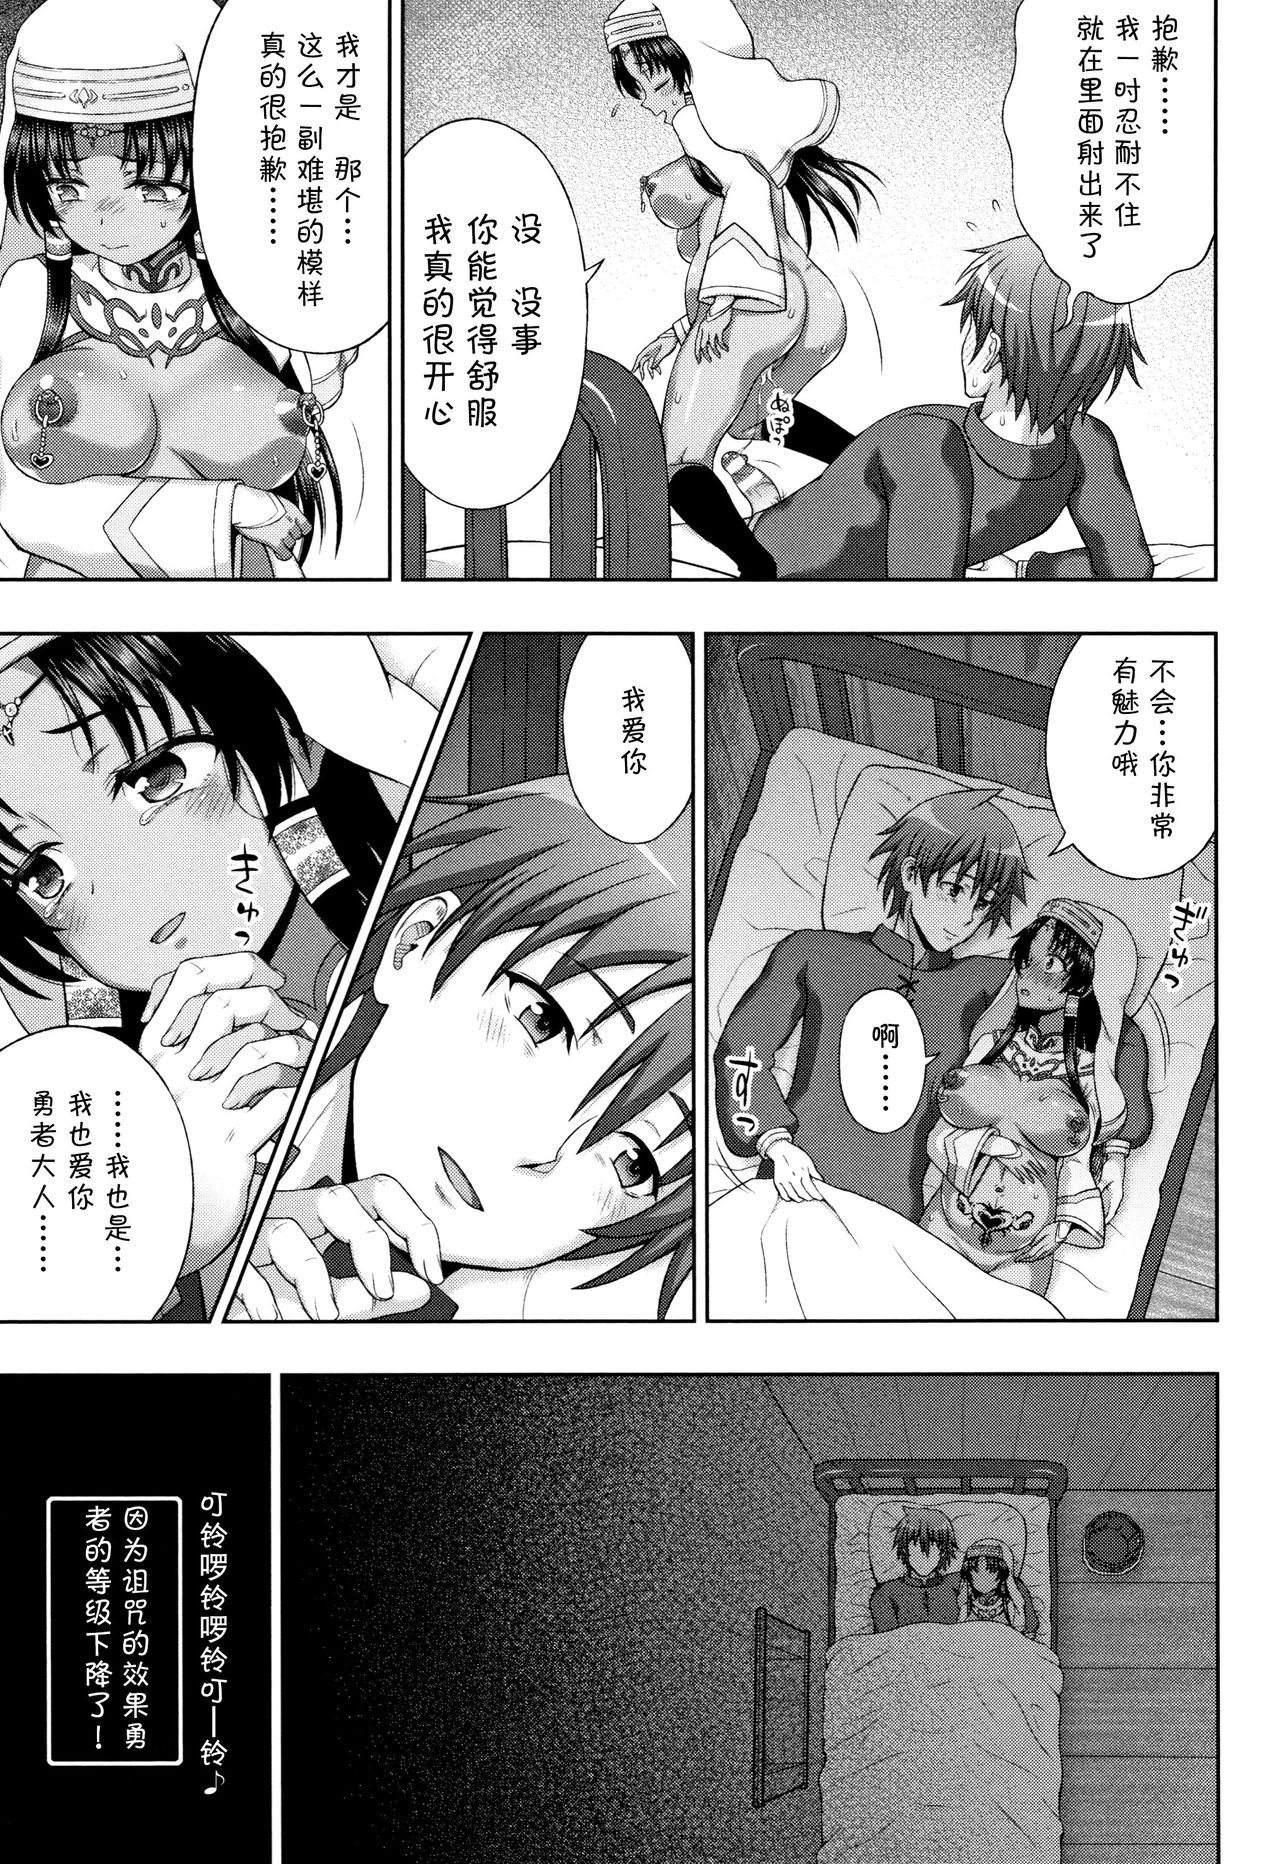 抱歉……
我一时忍耐不住
就在里面射出来了
没　没事
你能觉得舒服
我真的很开心
ぬぽっ
我才是　那个…
这么一副难堪的模样
真的很抱歉……
不会…你非常
有魅力哦
ぎゅっ
啊……
すっ
我爱你
きゅっ
……我也是…
我也爱你
勇者大人……
叮铃啰铃啰铃叮—铃♪
因为诅咒的效果勇
者的等级下降了！